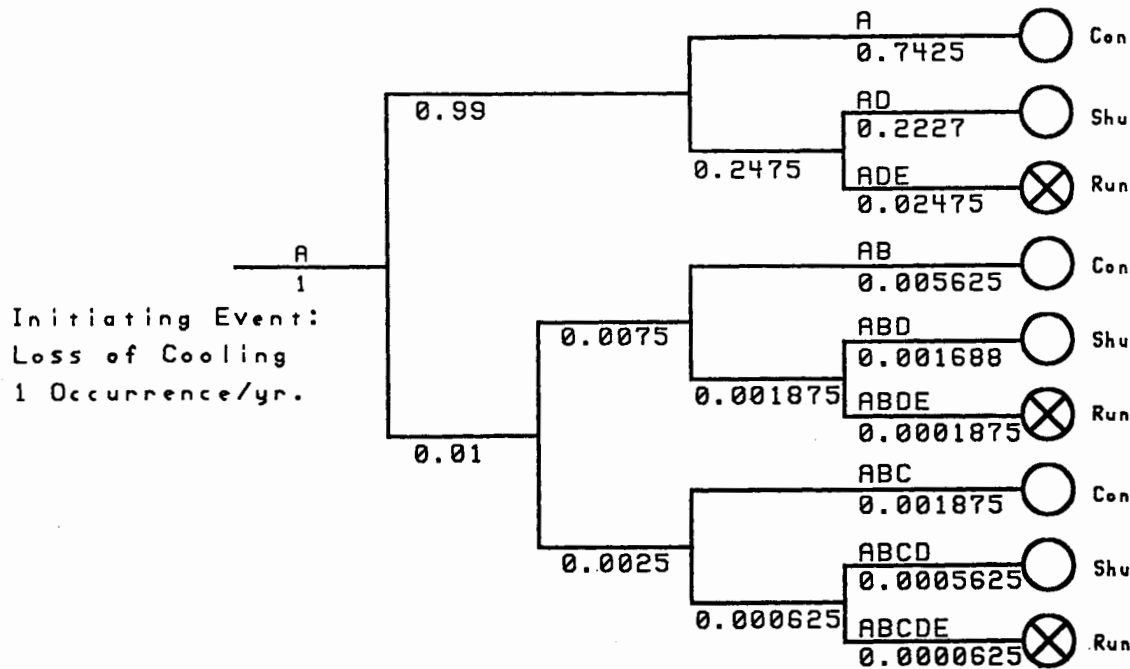 A
0.7425
Con
0.99
AD
0.2227
Shu
0.2475
ADE
0.02475
Run
A
1
AB
0.005625
Con
Initiating Event:
Loss of Cooling
1 Occurrence/yr.
0.0075
ABD
0.001688
Shu
0.001875
ABDE
0.0001875
Run
0.01
ABC
0.001875
Con
0.0025
ABCD
0.0005625
Shu
0.000625
ABCDE
0.0000625
Run